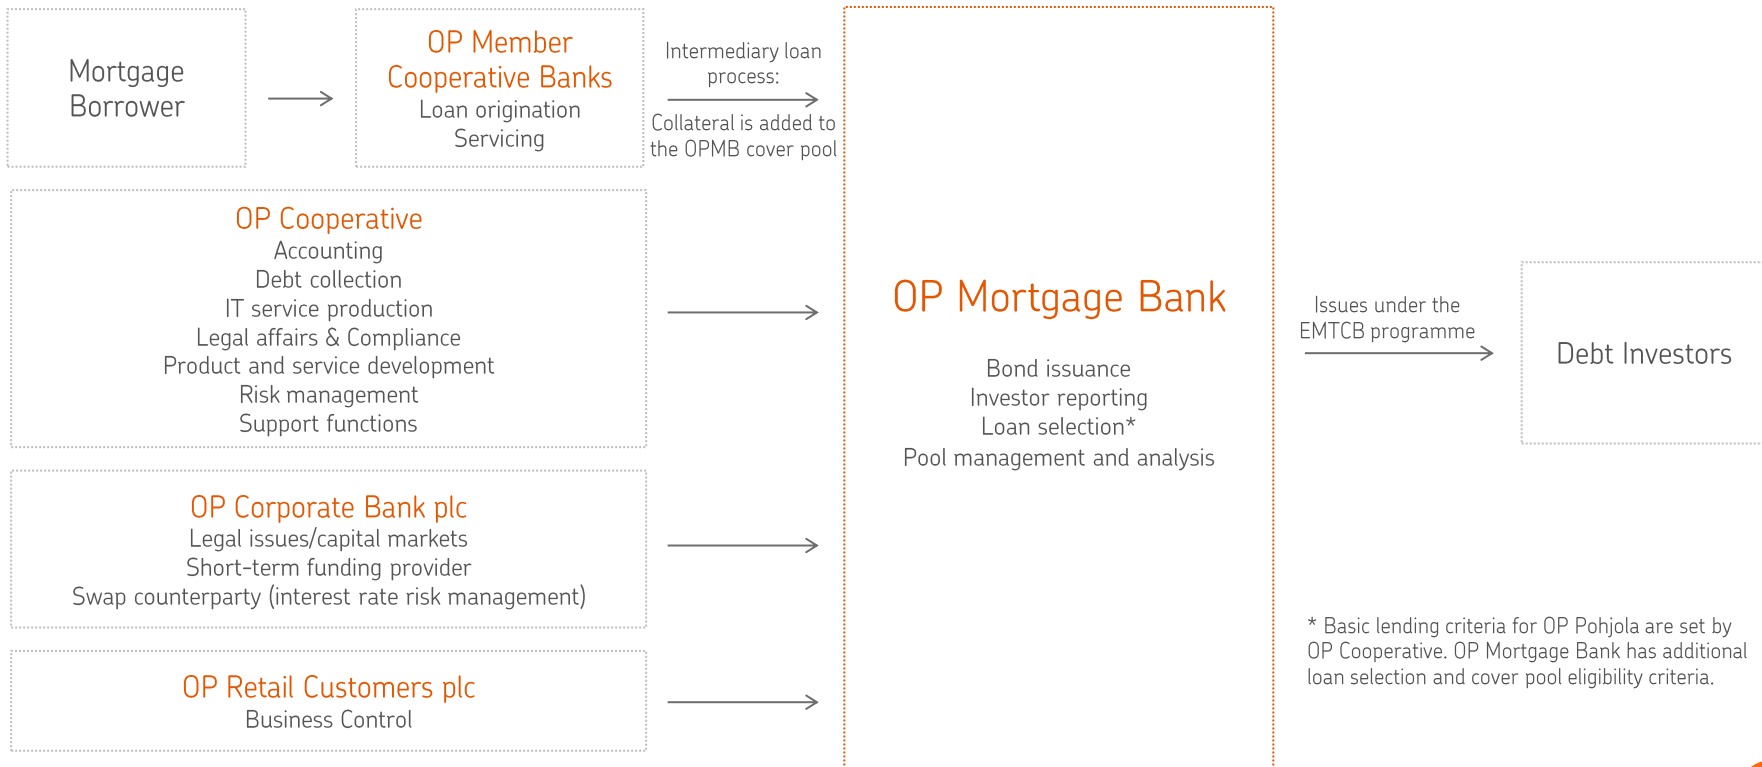 Mortgage
Borrower
OP Member
Cooperative Banks
Loan origination
Servicing
Intermediary loan
process:
Collateral is added to
the OPMB cover pool
OP Cooperative
Accounting
Debt collection
IT service production
Legal affairs & Compliance
Product and service development
Risk management
Support functions
OP Corporate Bank plc
Legal issues/capital markets
Short-term funding provider
Swap counterparty (interest rate risk management)
OP Retail Customers plc
Business Control
OP Mortgage Bank
Bond issuance
Investor reporting
Loan selection*
Pool management and analysis
Issues under the
EMTCB programme
Debt Investors
* Basic lending criteria for OP Pohjola are set by
OP Cooperative. OP Mortgage Bank has additional
loan selection and cover pool eligibility criteria.